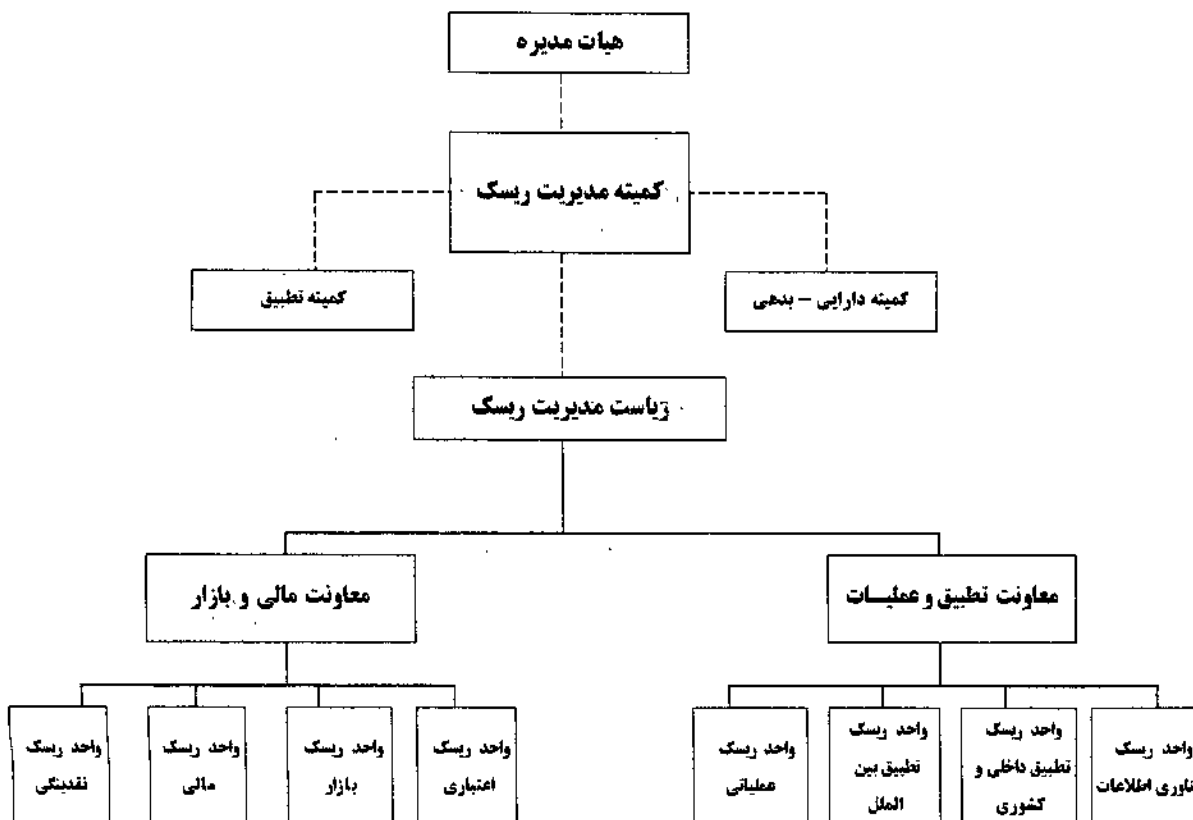 هیات مدیره
کمیته مدیریت ریسک
کمیته دارایی – بدهی
کمیته تطبیق
ریاست مدیریت ریسک
معاونت تطبیق و عملیـــات
معاونت مالی و بازار
واحد ریسک
ناوری اطلاعات
واحد ریسک
تطبیق داخلی و
کشوری
واحد ریسک
تطبیق بین
الملل
واحد ریسک
عملیاتی
واحد ریسک
اعتباری
واحد ریسک
بازار
واحد ریسک
مالی
واحد ریسک
نقدینگی